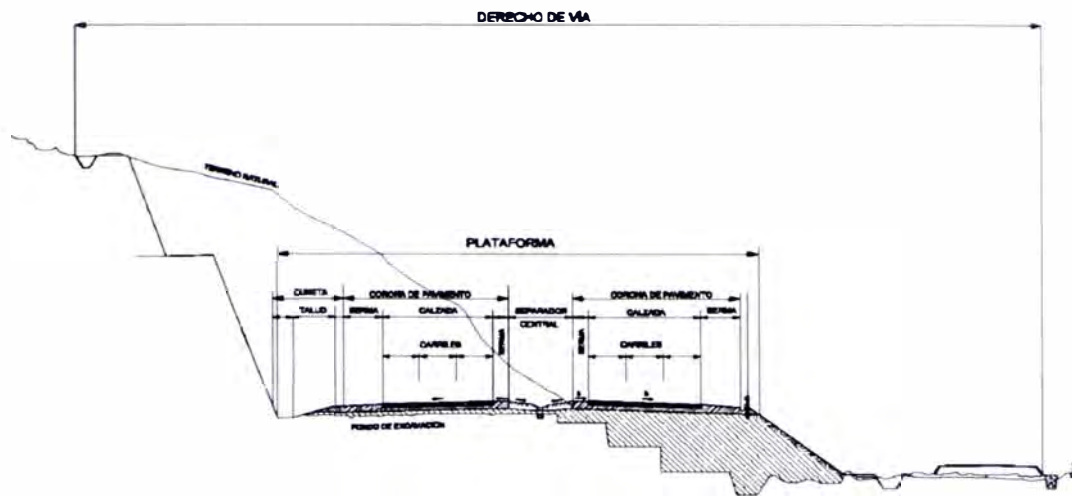 DERECHO DE VÍA
TERRENO NATURAL
PLATAFORMA
CUNETA
CORONA DE PAVIMENTO
CORONA DE PAVIMENTO
TALUD
BERMA
CALZADA
BERMA
SEPARADOR
CENTRAL
BERMA
CALZADA
BERMA
CARRILES
CARRILES
FONDO DE EXCAVACIÓN